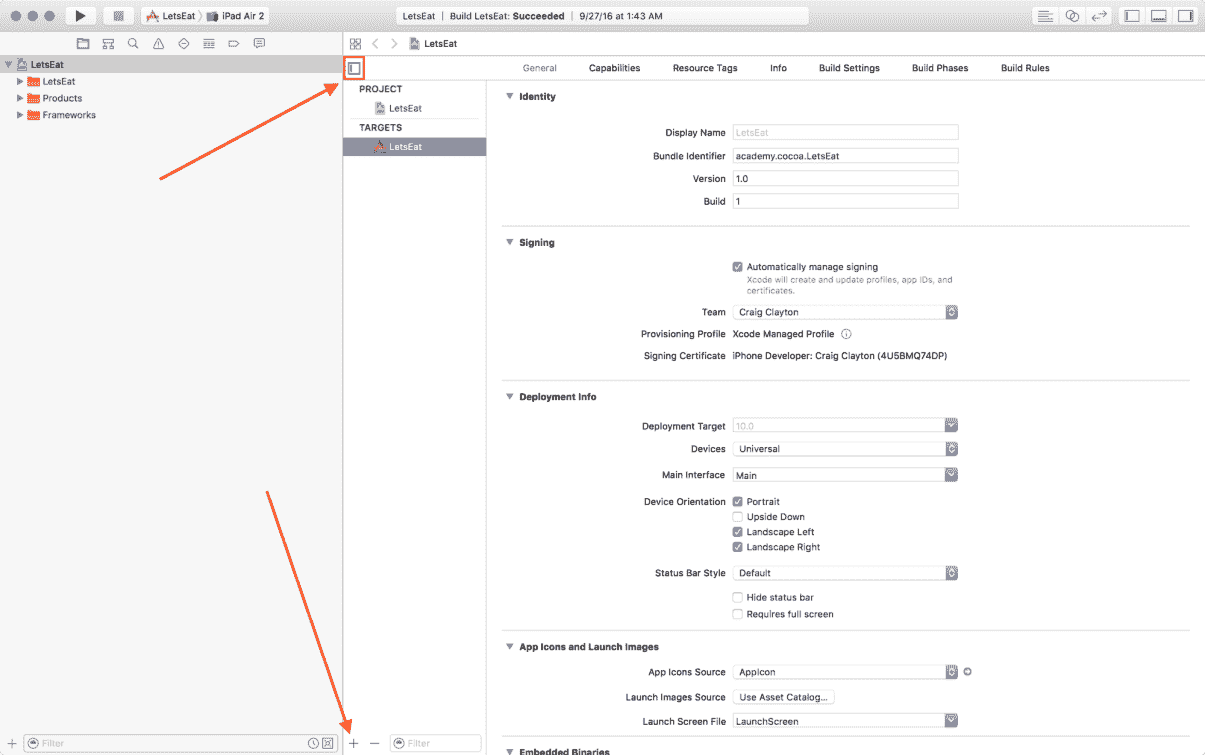 LetsEat iPad Air 2 LetsEat | Build LetsEat: Succeeded | 9/27/16 at 1:43 AM
LetsEat
LetsEat
LetsEat
Products
Frameworks
General Capabilities Resource Tags Info Build Settings Build Phases Build Rules
PROJECT
LetsEat
TARGETS
LetsEat
Identity
Display Name LetsEat
Bundle Identifier academy.cocoa.LetsEat
Version 1.0
Build 1
Signing
Automatically manage signing
Xcode will create and update profiles, app IDs, and
certificates.
Team Craig Clayton
Provisioning Profile Xcode Managed Profile
Signing Certificate iPhone Developer: Craig Clayton (4U5BMQ74DP)
Deployment Info
Deployment Target 10.0
Devices Universal
Main Interface Main
Device Orientation Portrait
Upside Down
Landscape Left
Landscape Right
Status Bar Style Default
Hide status bar
Requires full screen
App Icons and Launch Images
App Icons Source AppIcon
Launch Images Source Use Asset Catalog...
Launch Screen File LaunchScreen
Embedded Binaries
Filter
Filter